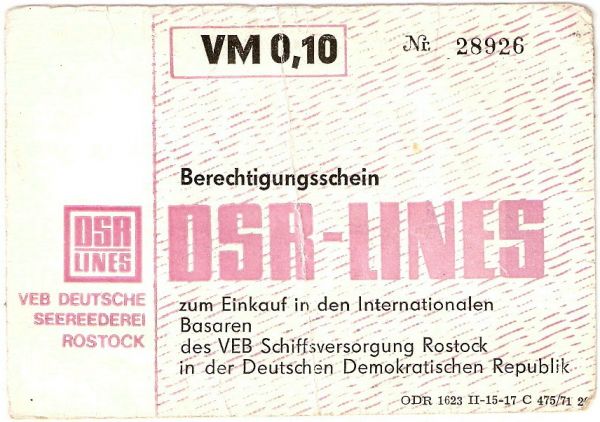 VM 0,10
Nr. 28926
Berechtigungsschein
DSR-LINES
DSR
LINES
VEB DEUTSCHE
SEEREEDEREI
ROSTOCK
zum Einkauf in den Internationalen
Basaren
des VEB Schiffsversorgung Rostock
in der Deutschen Demokratischen Republik
ODR 1623 II-15-17 C 475/71